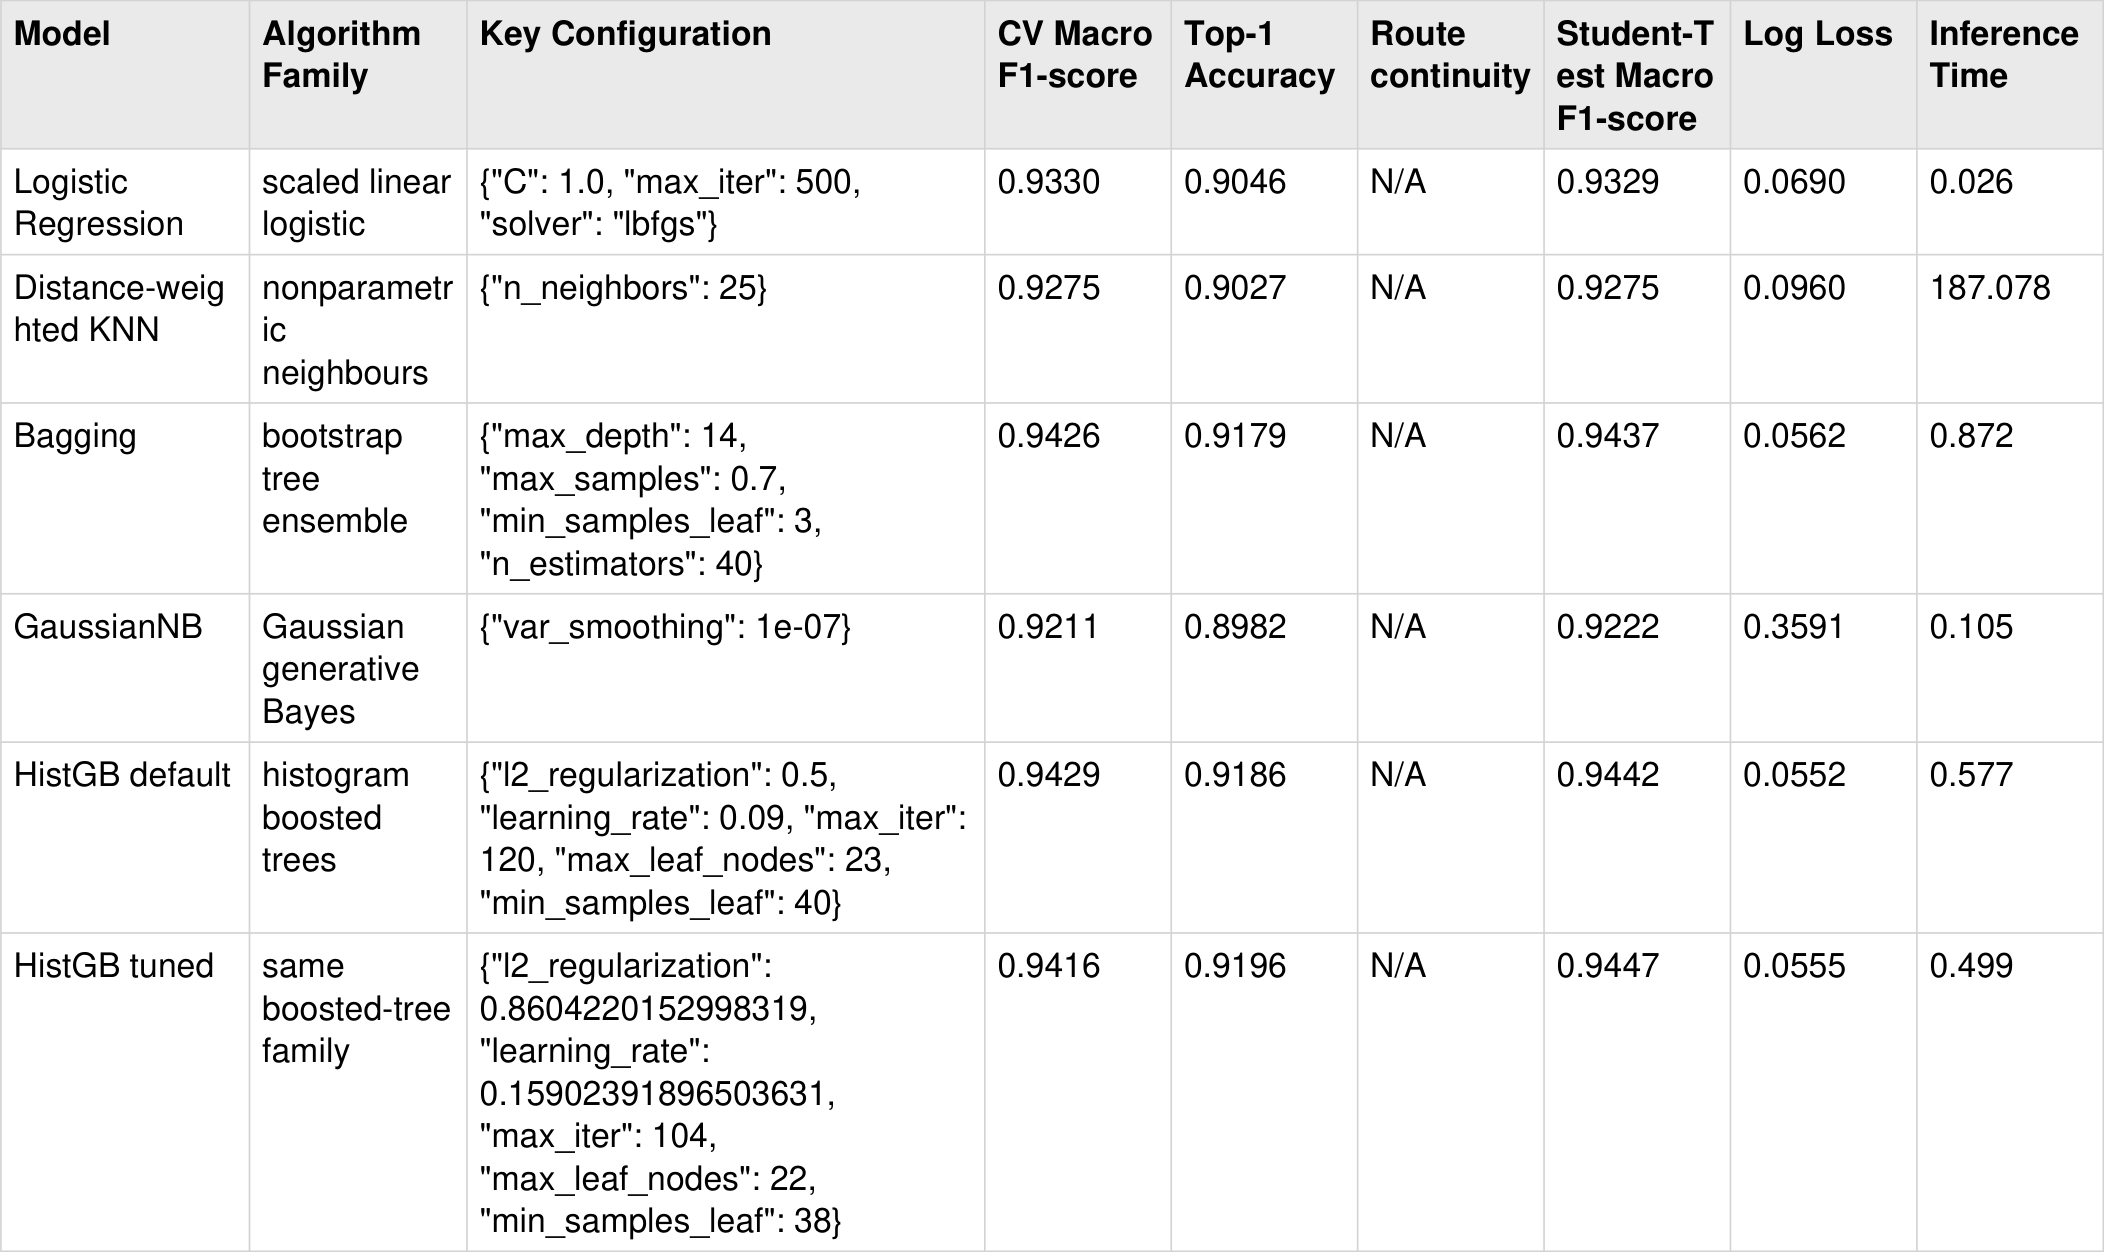 Model
Algorithm
Family
Key Configuration
CV Macro
F1-score
Top-1
Accuracy
Route
continuity
Student-T
est Macro
F1-score
Log Loss
Inference
Time
Logistic
Regression
scaled linear
logistic
{"C": 1.0, "max_iter": 500,
"solver": "lbfgs"}
0.9330
0.9046
N/A
0.9329
0.0690
0.026
Distance-weig
hted KNN
nonparametr
ic
neighbours
{"n_neighbors": 25}
0.9275
0.9027
N/A
0.9275
0.0960
187.078
Bagging
bootstrap
tree
ensemble
{"max_depth": 14,
"max_samples": 0.7,
"min_samples_leaf": 3,
"n_estimators": 40}
0.9426
0.9179
N/A
0.9437
0.0562
0.872
GaussianNB
Gaussian
generative
Bayes
{"var_smoothing": 1e-07}
0.9211
0.8982
N/A
0.9222
0.3591
0.105
HistGB default
histogram
boosted
trees
{"l2_regularization": 0.5,
"learning_rate": 0.09, "max_iter":
120, "max_leaf_nodes": 23,
"min_samples_leaf": 40}
0.9429
0.9186
N/A
0.9442
0.0552
0.577
HistGB tuned
same
boosted-tree
family
{"l2_regularization":
0.8604220152998319,
"learning_rate":
0.15902391896503631,
"max_iter": 104,
"max_leaf_nodes": 22,
"min_samples_leaf": 38}
0.9416
0.9196
N/A
0.9447
0.0555
0.499